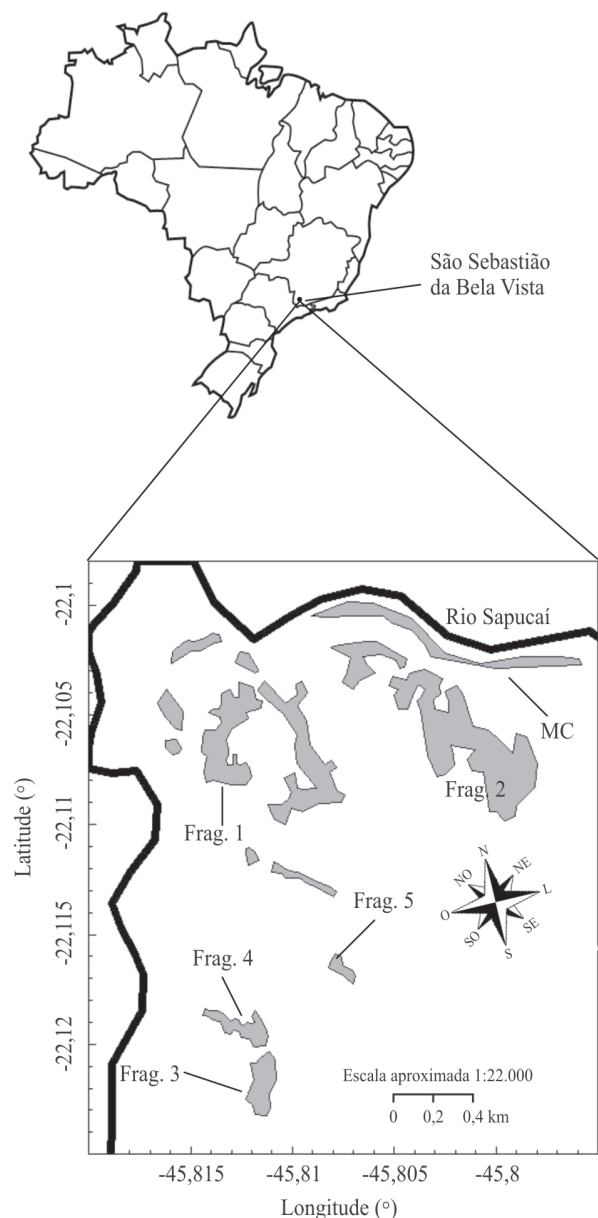 São Sebastião
da Bela Vista
Rio Sapucaí
MC
Frag. 2
Frag. 1
Frag. 5
Frag. 4
Frag. 3
N
NE
L
SE
S
SO
O
NO
Escala aproximada 1:22.000
0 0,2 0,4 km
Latitude (°)
-22,1
-22,105
-22,11
-22,115
-22,12
-45,815 -45,81 -45,805 -45,8
Longitude (°)